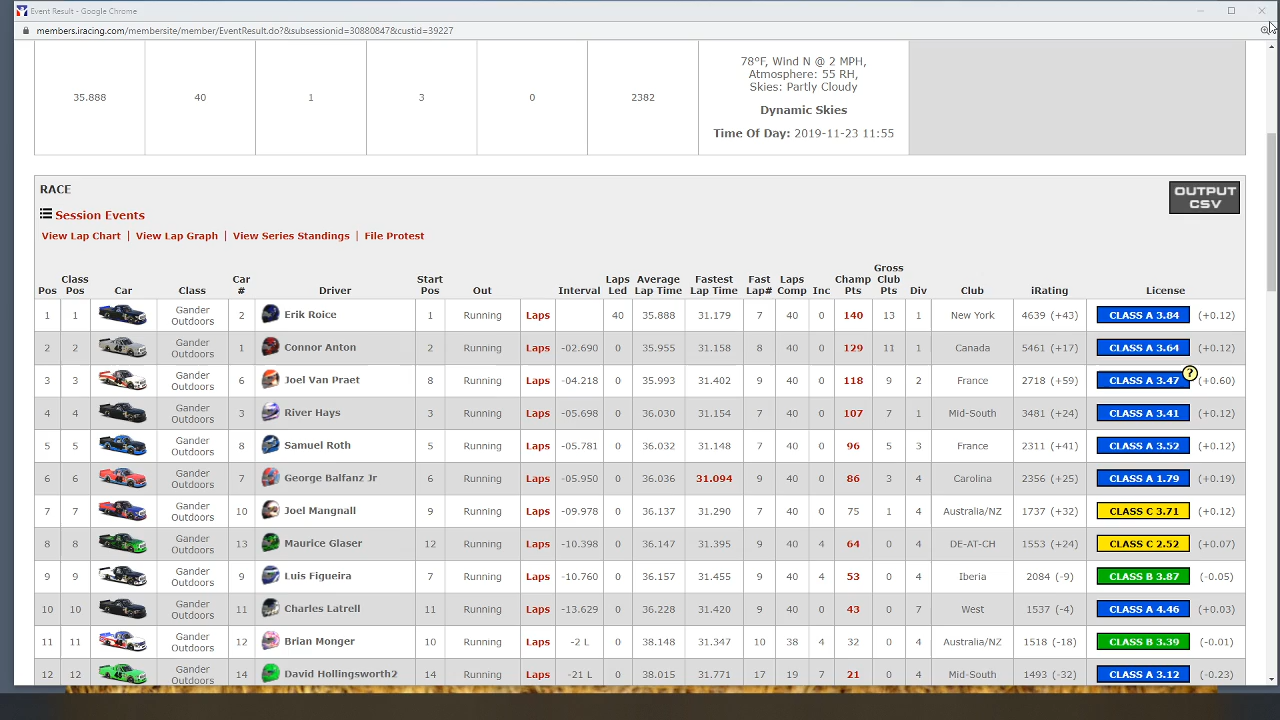 Event Result - Google Chrome
members.iracing.com/membersite/member/EventResult.do?&subsessionid=30880847&custid=39227
35.888 40 1 3 0 2382
78°F, Wind N @ 2 MPH,
Atmosphere: 55 RH,
Skies: Partly Cloudy
Dynamic Skies
Time Of Day: 2019-11-23 11:55
RACE
OUTPUT
CSV
Session Events
View Lap Chart | View Lap Graph | View Series Standings | File Protest
Pos Class Pos Car Class Car # Driver Start Pos Out Interval Laps Led Average Lap Time Fastest Lap Time Fast Lap# Laps Comp Inc Champ Pts Gross Club Pts Div Club iRating License
1 1 Gander Outdoors 2 Erik Roice 1 Running Laps 40 35.888 31.179 7 40 0 140 13 1 New York 4639 (+43) CLASS A 3.84 (+0.12)
2 2 Gander Outdoors 1 Connor Anton 2 Running Laps -02.690 0 35.955 31.158 8 40 0 129 11 1 Canada 5461 (+17) CLASS A 3.64 (+0.12)
3 3 Gander Outdoors 6 Joel Van Praet 8 Running Laps -04.218 0 35.993 31.402 9 40 0 118 9 2 France 2718 (+59) CLASS A 3.47 ? (+0.60)
4 4 Gander Outdoors 3 River Hays 3 Running Laps -05.698 0 36.030 31.154 7 40 0 107 7 1 Mid-South 3481 (+24) CLASS A 3.41 (+0.12)
5 5 Gander Outdoors 8 Samuel Roth 5 Running Laps -05.781 0 36.032 31.148 7 40 0 96 5 3 France 2311 (+41) CLASS A 3.52 (+0.12)
6 6 Gander Outdoors 7 George Balfanz Jr 6 Running Laps -05.950 0 36.036 31.094 9 40 0 86 3 4 Carolina 2356 (+25) CLASS A 1.79 (+0.19)
7 7 Gander Outdoors 10 Joel Mangnall 9 Running Laps -09.978 0 36.137 31.290 7 40 0 75 1 4 Australia/NZ 1737 (+32) CLASS C 3.71 (+0.12)
8 8 Gander Outdoors 13 Maurice Glaser 12 Running Laps -10.398 0 36.147 31.395 9 40 0 64 0 4 DE-AT-CH 1553 (+24) CLASS C 2.52 (+0.07)
9 9 Gander Outdoors 9 Luis Figueira 7 Running Laps -10.760 0 36.157 31.455 9 40 4 53 0 4 Iberia 2084 (-9) CLASS B 3.87 (-0.05)
10 10 Gander Outdoors 11 Charles Latrell 11 Running Laps -13.629 0 36.228 31.420 9 40 2 43 0 7 West 1537 (-4) CLASS A 4.46 (+0.03)
11 11 Gander Outdoors 12 Brian Monger 10 Running Laps -2 L 0 38.148 31.347 10 38 4 32 0 4 Australia/NZ 1518 (-18) CLASS B 3.39 (-0.01)
12 12 Gander Outdoors 14 David Hollingsworth2 14 Running Laps -21 L 0 38.015 31.771 17 19 7 21 0 4 Mid-South 1493 (-32) CLASS A 3.12 (-0.23)